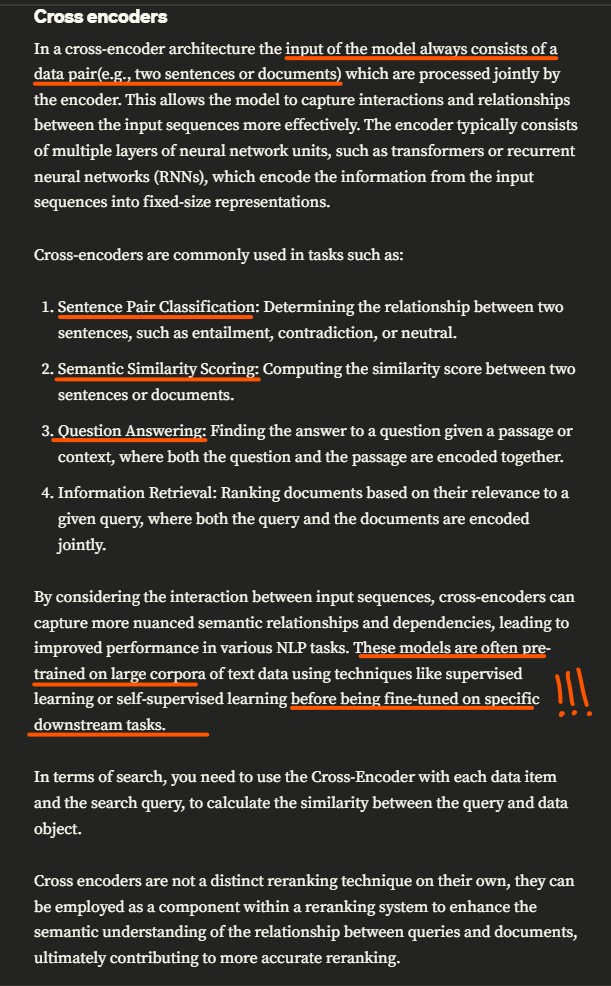 Cross encoders
In a cross-encoder architecture the input of the model always consists of a
data pair(e.g., two sentences or documents) which are processed jointly by
the encoder. This allows the model to capture interactions and relationships
between the input sequences more effectively. The encoder typically consists
of multiple layers of neural network units, such as transformers or recurrent
neural networks (RNNs), which encode the information from the input
sequences into fixed-size representations.
Cross-encoders are commonly used in tasks such as:
1. Sentence Pair Classification: Determining the relationship between two
sentences, such as entailment, contradiction, or neutral.
2. Semantic Similarity Scoring: Computing the similarity score between two
sentences or documents.
3. Question Answering: Finding the answer to a question given a passage or
context, where both the question and the passage are encoded together.
4. Information Retrieval: Ranking documents based on their relevance to a
given query, where both the query and the documents are encoded
jointly.
By considering the interaction between input sequences, cross-encoders can
capture more nuanced semantic relationships and dependencies, leading to
improved performance in various NLP tasks. These models are often pre-
trained on large corpora of text data using techniques like supervised
learning or self-supervised learning before being fine-tuned on specific
downstream tasks.
!!!
In terms of search, you need to use the Cross-Encoder with each data item
and the search query, to calculate the similarity between the query and data
object.
Cross encoders are not a distinct reranking technique on their own, they can
be employed as a component within a reranking system to enhance the
semantic understanding of the relationship between queries and documents,
ultimately contributing to more accurate reranking.